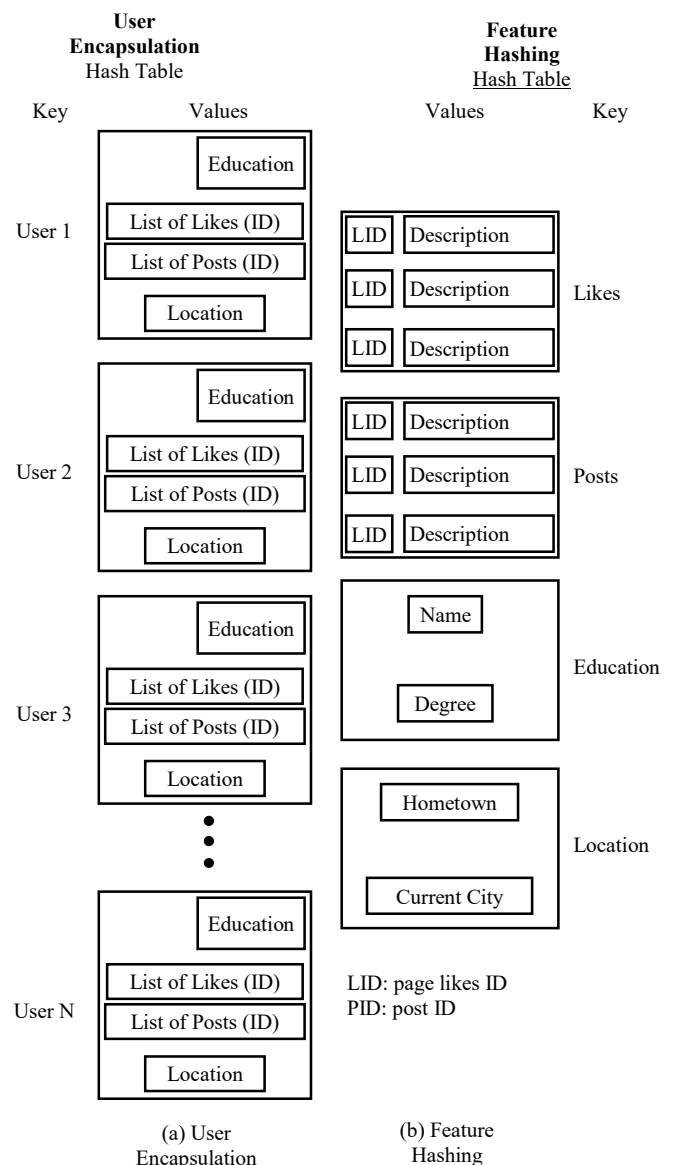 User
Encapsulation
Hash Table
Key
Values
User 1
Education
List of Likes (ID)
List of Posts (ID)
Location
User 2
Education
List of Likes (ID)
List of Posts (ID)
Location
User 3
Education
List of Likes (ID)
List of Posts (ID)
Location
User N
Education
List of Likes (ID)
List of Posts (ID)
Location
(a) User
Encapsulation
Feature
Hashing
Hash Table
Values
Key
LID Description
LID Description
LID Description
Likes
LID Description
LID Description
LID Description
Posts
Name
Degree
Education
Hometown
Current City
Location
LID: page likes ID
PID: post ID
(b) Feature
Hashing